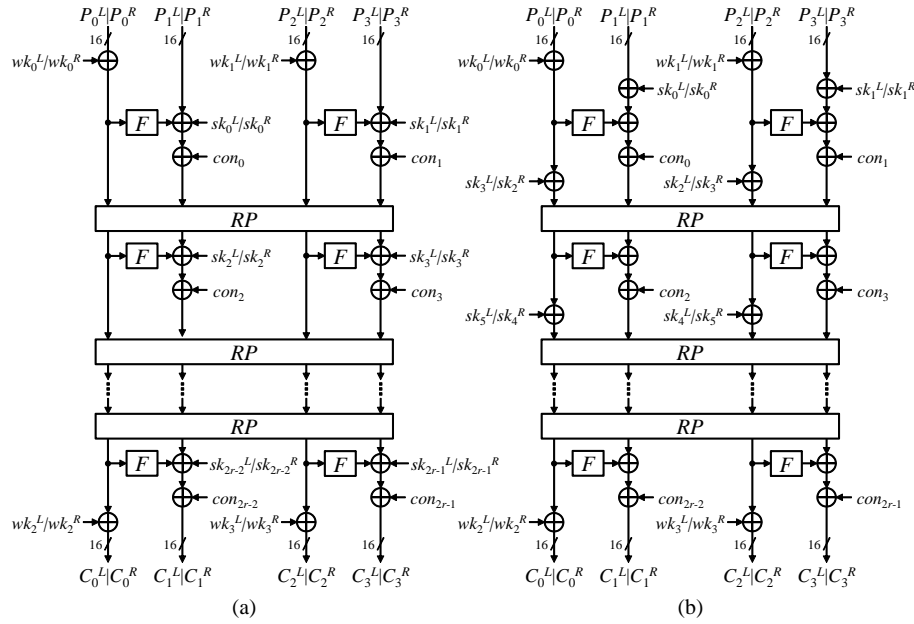 P₀ᴸ|P₀ᴿ P₁ᴸ|P₁ᴿ P₂ᴸ|P₂ᴿ P₃ᴸ|P₃ᴿ
16 16 16 16
wk₀ᴸ/wk₀ᴿ wk₁ᴸ/wk₁ᴿ
F F
sk₀ᴸ/sk₀ᴿ sk₁ᴸ/sk₁ᴿ
con₀ con₁
RP
F F
sk₂ᴸ/sk₂ᴿ sk₃ᴸ/sk₃ᴿ
con₂ con₃
RP
RP
F F
sk₂ᵣ₋₂ᴸ/sk₂ᵣ₋₂ᴿ sk₂ᵣ₋₁ᴸ/sk₂ᵣ₋₁ᴿ
con₂ᵣ₋₂ con₂ᵣ₋₁
wk₂ᴸ/wk₂ᴿ wk₃ᴸ/wk₃ᴿ
16 16 16 16
C₀ᴸ|C₀ᴿ C₁ᴸ|C₁ᴿ C₂ᴸ|C₂ᴿ C₃ᴸ|C₃ᴿ
(a)
P₀ᴸ|P₀ᴿ P₁ᴸ|P₁ᴿ P₂ᴸ|P₂ᴿ P₃ᴸ|P₃ᴿ
16 16 16 16
wk₀ᴸ/wk₀ᴿ wk₁ᴸ/wk₁ᴿ
sk₀ᴸ/sk₀ᴿ sk₁ᴸ/sk₁ᴿ
F F
con₀ con₁
sk₃ᴸ/sk₂ᴿ sk₂ᴸ/sk₃ᴿ
RP
F F
con₂ con₃
sk₅ᴸ/sk₄ᴿ sk₄ᴸ/sk₅ᴿ
RP
RP
F F
con₂ᵣ₋₂ con₂ᵣ₋₁
wk₂ᴸ/wk₂ᴿ wk₃ᴸ/wk₃ᴿ
16 16 16 16
C₀ᴸ|C₀ᴿ C₁ᴸ|C₁ᴿ C₂ᴸ|C₂ᴿ C₃ᴸ|C₃ᴿ
(b)